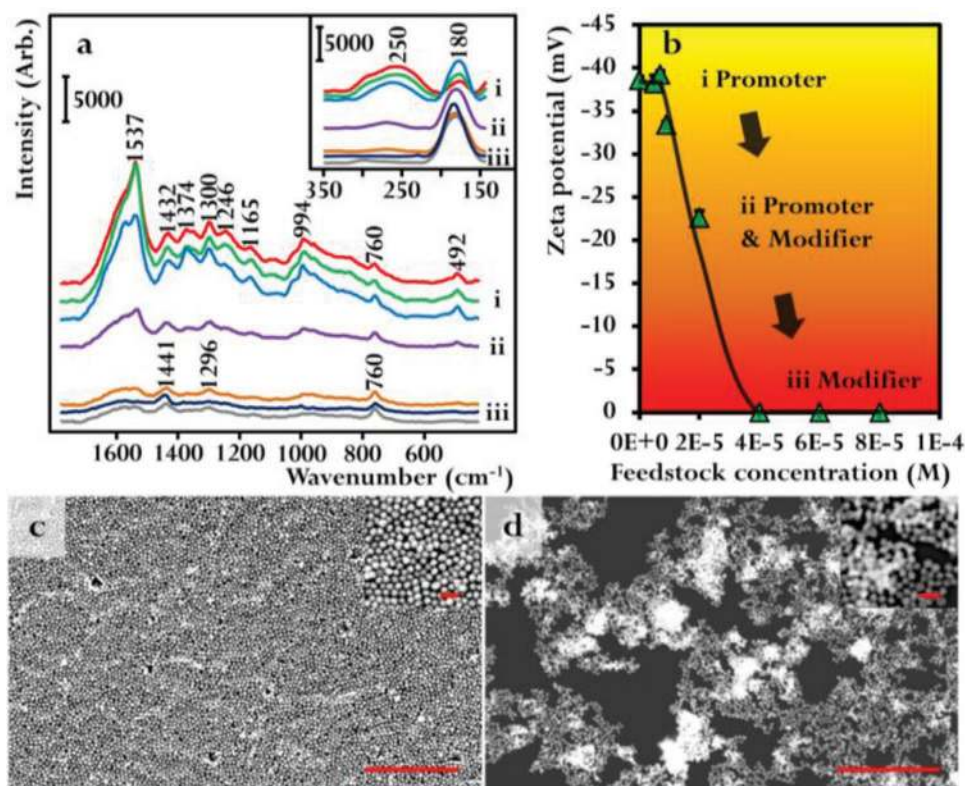 a
Intensity (Arb.)
5000
1537
1432
1374
1300
1246
1165
994
760
492
i
ii
1441
1296
760
iii
1600 1400 1200 1000 800 600
Wavenumber (cm⁻¹)
5000
250
180
i
ii
iii
350 250 150
b
Zeta potential (mV)
-45
-40
-35
-30
-25
-20
-15
-10
-5
0
i Promoter
ii Promoter
& Modifier
iii Modifier
0E+0 2E-5 4E-5 6E-5 8E-5 1E-4
Feedstock concentration (M)
c
d